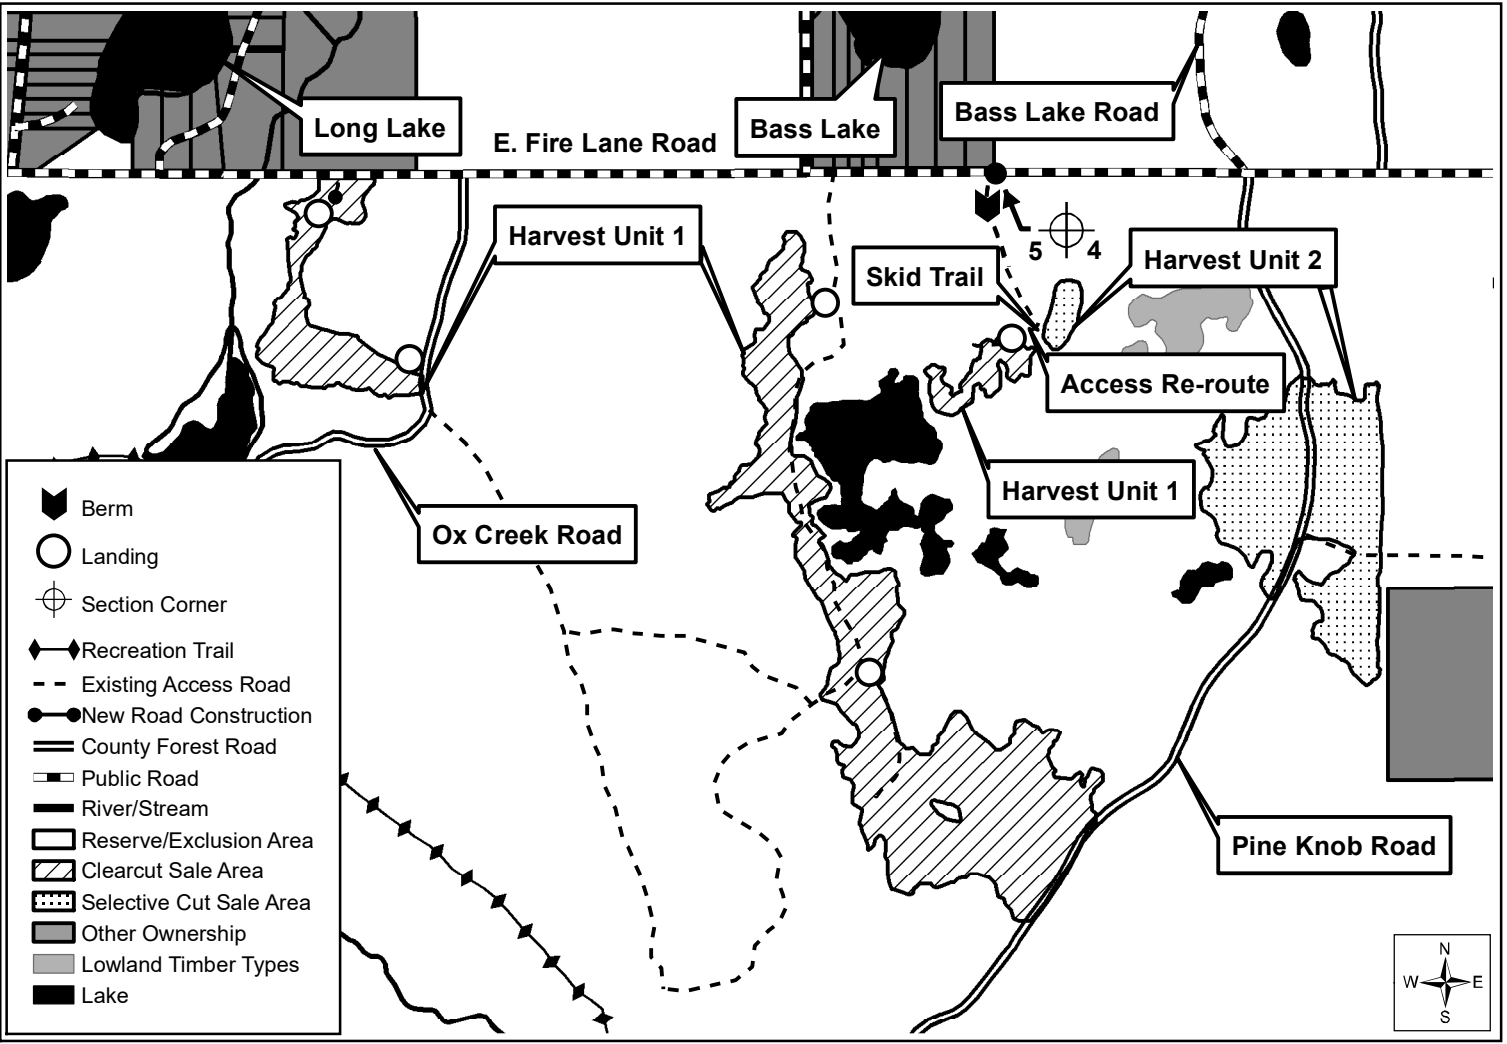 Long Lake
E. Fire Lane Road
Bass Lake
Bass Lake Road
Harvest Unit 1
5 4
Skid Trail
Harvest Unit 2
Access Re-route
Harvest Unit 1
Ox Creek Road
Pine Knob Road
Berm
Landing
Section Corner
Recreation Trail
Existing Access Road
New Road Construction
County Forest Road
Public Road
River/Stream
Reserve/Exclusion Area
Clearcut Sale Area
Selective Cut Sale Area
Other Ownership
Lowland Timber Types
Lake
N
W E
S